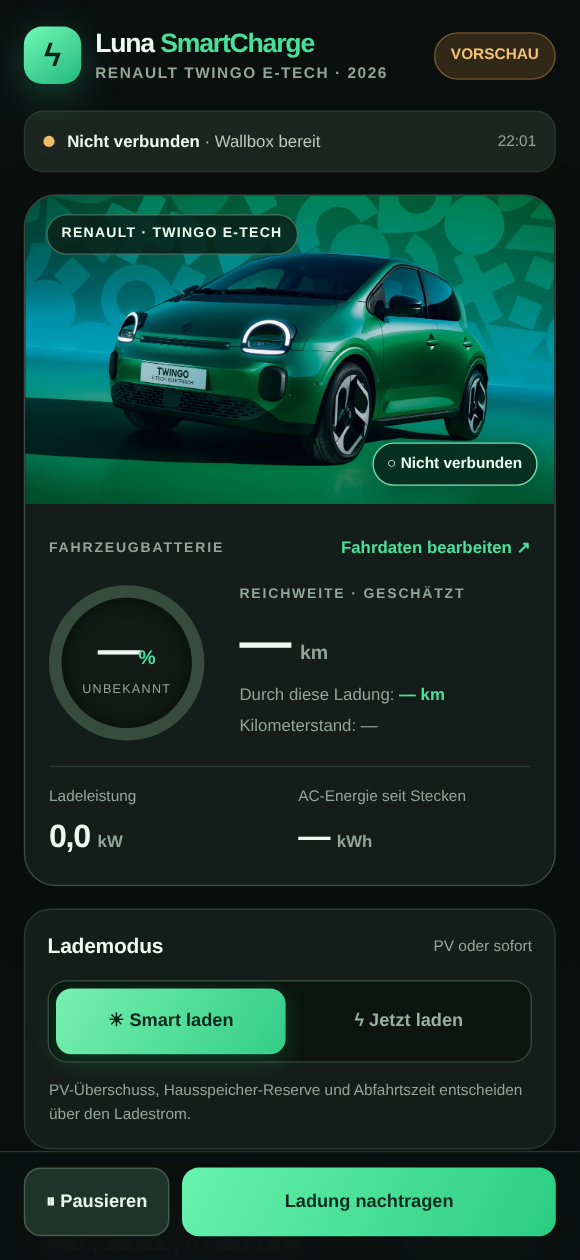 Luna SmartCharge
RENAULT TWINGO E-TECH · 2026
VORSCHAU
Nicht verbunden · Wallbox bereit
22:01
RENAULT · TWINGO E-TECH
TWINGO
E-TECH ELEKTRISCH
○ Nicht verbunden
FAHRZEUGBATTERIE
Fahrdaten bearbeiten ↗
—%
UNBEKANNT
REICHWEITE · GESCHÄTZT
— km
Durch diese Ladung: — km
Kilometerstand: —
Ladeleistung
0,0 kW
AC-Energie seit Stecken
— kWh
Lademodus
PV oder sofort
☀ Smart laden
ϟ Jetzt laden
PV-Überschuss, Hausspeicher-Reserve und Abfahrtszeit entscheiden
über den Ladestrom.
⏸ Pausieren
Ladung nachtragen